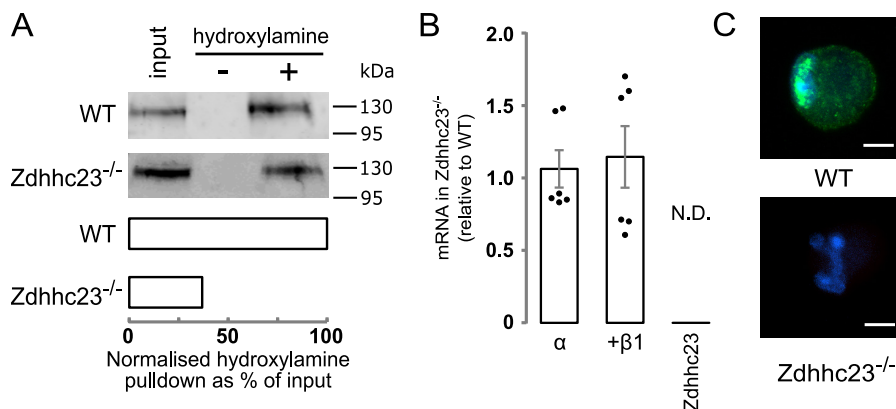 A
input
hydroxylamine
- +
kDa
WT
130
95
Zdhhc23-/-
130
95
WT
Zdhhc23-/-
0 50 100
Normalised hydroxylamine
pulldown as % of input
B
mRNA in Zdhhc23-/-
(relative to WT)
2.0
1.5
1.0
0.5
0
N.D.
α +β1 Zdhhc23
C
WT
Zdhhc23-/-